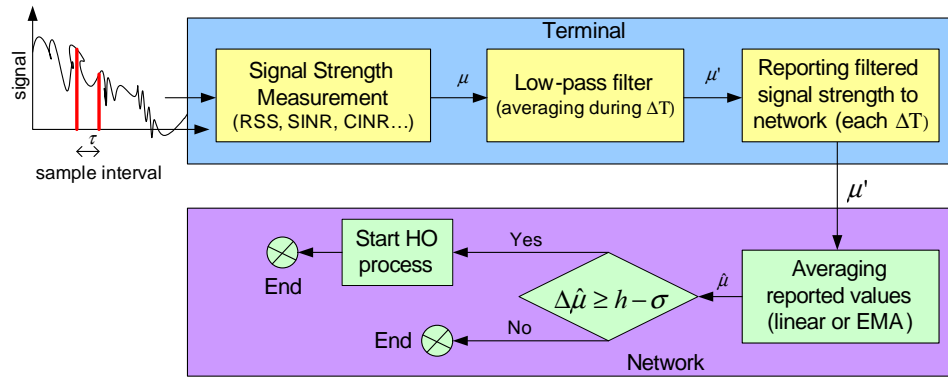 Terminal
signal
τ
sample interval
Signal Strength
Measurement
(RSS, SINR, CINR…)
μ
Low-pass filter
(averaging during ΔT)
μ'
Reporting filtered
signal strength to
network (each ΔT)
μ'
Start HO
process
Yes
End
Δμ̂ ≥ h − σ
μ̂
Averaging
reported values
(linear or EMA)
No
End
Network